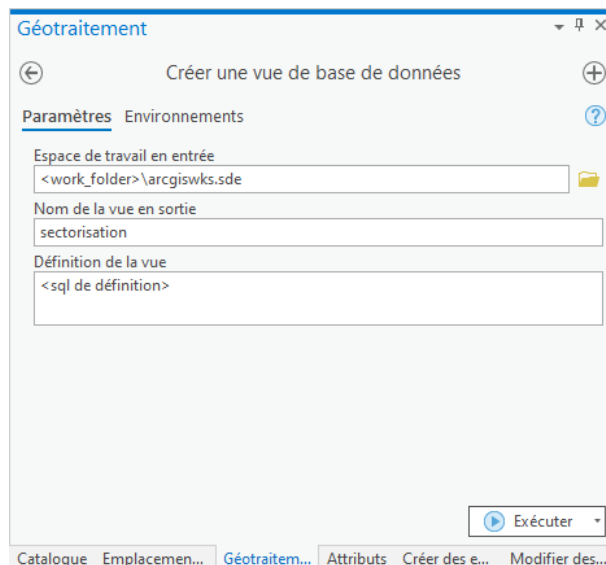 Géotraitement
Créer une vue de base de données
Paramètres Environnements
Espace de travail en entrée
<work_folder>\arcgiswks.sde
Nom de la vue en sortie
sectorisation
Définition de la vue
<sql de définition>
Exécuter
Catalogue Emplacemen... Géotraitem... Attributs Créer des e... Modifier des...